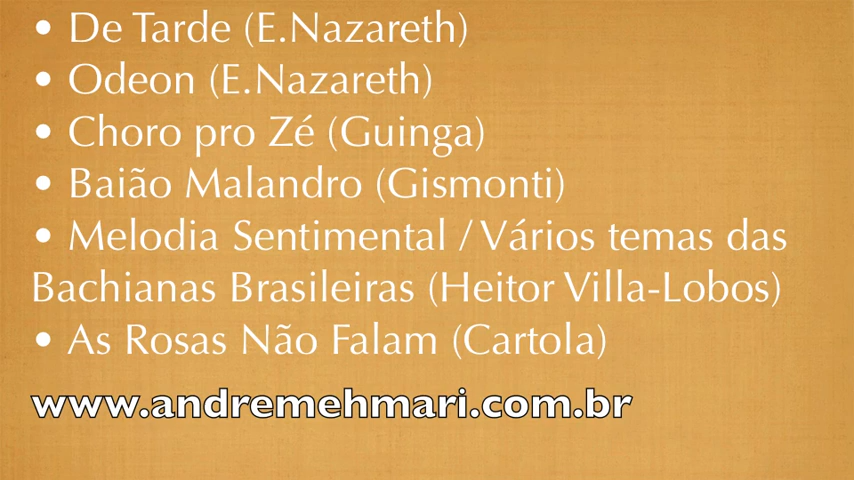 • De Tarde (E.Nazareth)
• Odeon (E.Nazareth)
• Choro pro Zé (Guinga)
• Baião Malandro (Gismonti)
• Melodia Sentimental / Vários temas das
Bachianas Brasileiras (Heitor Villa-Lobos)
• As Rosas Não Falam (Cartola)
www.andremehmari.com.br